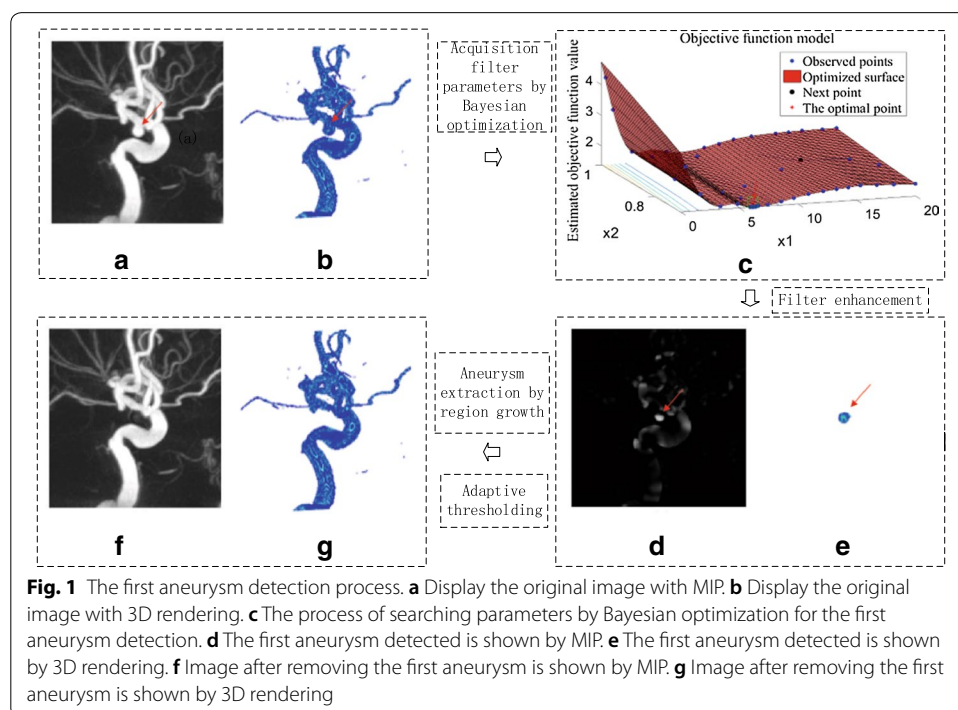 Acquisition
filter
parameters by
Bayesian
optimization
(a)
a
b
Objective function model
Observed points
Optimized surface
Next point
The optimal point
Estimated objective function value
4
3
2
1
0.8
x2
0
5
10
15
20
x1
c
Filter enhancement
Aneurysm
extraction by
region growth
Adaptive
thresholding
f
g
d
e
Fig. 1 The first aneurysm detection process. a Display the original image with MIP. b Display the original
image with 3D rendering. c The process of searching parameters by Bayesian optimization for the first
aneurysm detection. d The first aneurysm detected is shown by MIP. e The first aneurysm detected is shown
by 3D rendering. f Image after removing the first aneurysm is shown by MIP. g Image after removing the first
aneurysm is shown by 3D rendering